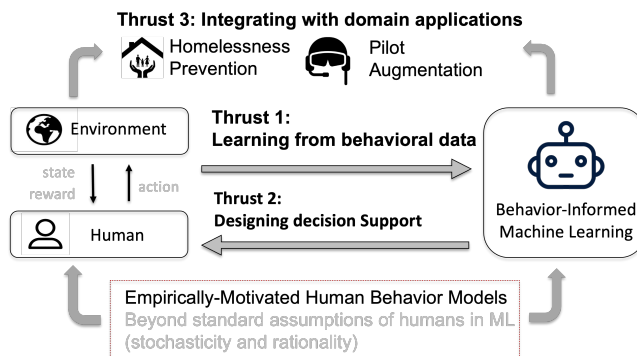 Thrust 3: Integrating with domain applications
Homelessness
Prevention
Pilot
Augmentation
Environment
Thrust 1:
Learning from behavioral data
state
reward
action
Thrust 2:
Designing decision Support
Human
Behavior-Informed
Machine Learning
Empirically-Motivated Human Behavior Models
Beyond standard assumptions of humans in ML
(stochasticity and rationality)